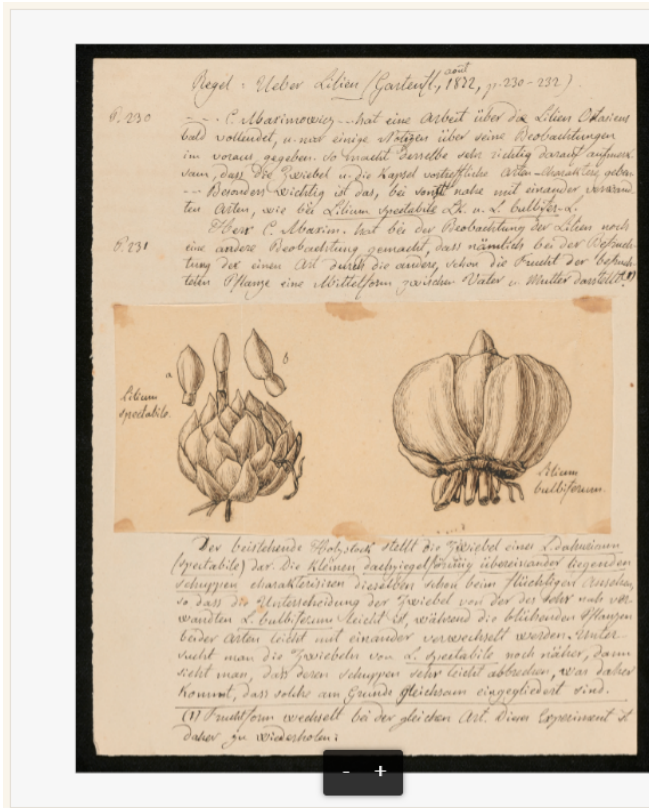 Regel: Ueber Lilien (Gartenfl., août 1872, p. 230-232).
P. 230
--- C. Maximowicz --- hat eine Arbeit über die Lilien Ostasiens
bald vollendet, u. nur einige Notizen über seine Beobachtungen
im voraus gegeben. So macht derselbe sehr richtig darauf aufmerk
sam, dass die Zwiebel u. die Kapsel vortreffliche Arten-Charaktere geben
--- Besonders wichtig ist das, bei sonst nahe mit einander verwand
ten Arten, wie bei Lilium spectabile Lk. u. L. bulbifer. L.
Herr C. Maxim. hat bei der Beobachtung der Lilien noch
P. 231
eine andere Beobachtung gemacht, dass nämlich bei der Befruch
tung der einen Art durch die andere, schon die Frucht der befruch
teten Pflanze eine Mittelform zwischen Vater u. Mutter darstellt.(1)
a
b
Lilium
spectabile.
Lilium
bulbiferum.
Der beistehende Holzstock stellt die Zwiebel eines L. dahuricum
(spectabile) dar. Die kleinen dachziegelförmig übereinander liegenden
Schuppen charakterisiren dieselben schon beim flüchtigen Ansehen,
so dass die Unterscheidung der Zwiebel von der des sehr nah ver-
wandten L. bulbiferum leicht ist, während die blühenden Pflanzen
beider Arten leicht mit einander verwechselt werden. Unter-
sucht man die Zwiebeln von L. spectabile noch näher, dann
sieht man, dass deren Schuppen sehr leicht abbrechen, was daher
kommt, dass solche am Grunde gleichsam eingegliedert sind.
(1) Fruchtform wechselt bei der gleichen Art. Dieses Experiment ist
daher zu wiederholen:
- +